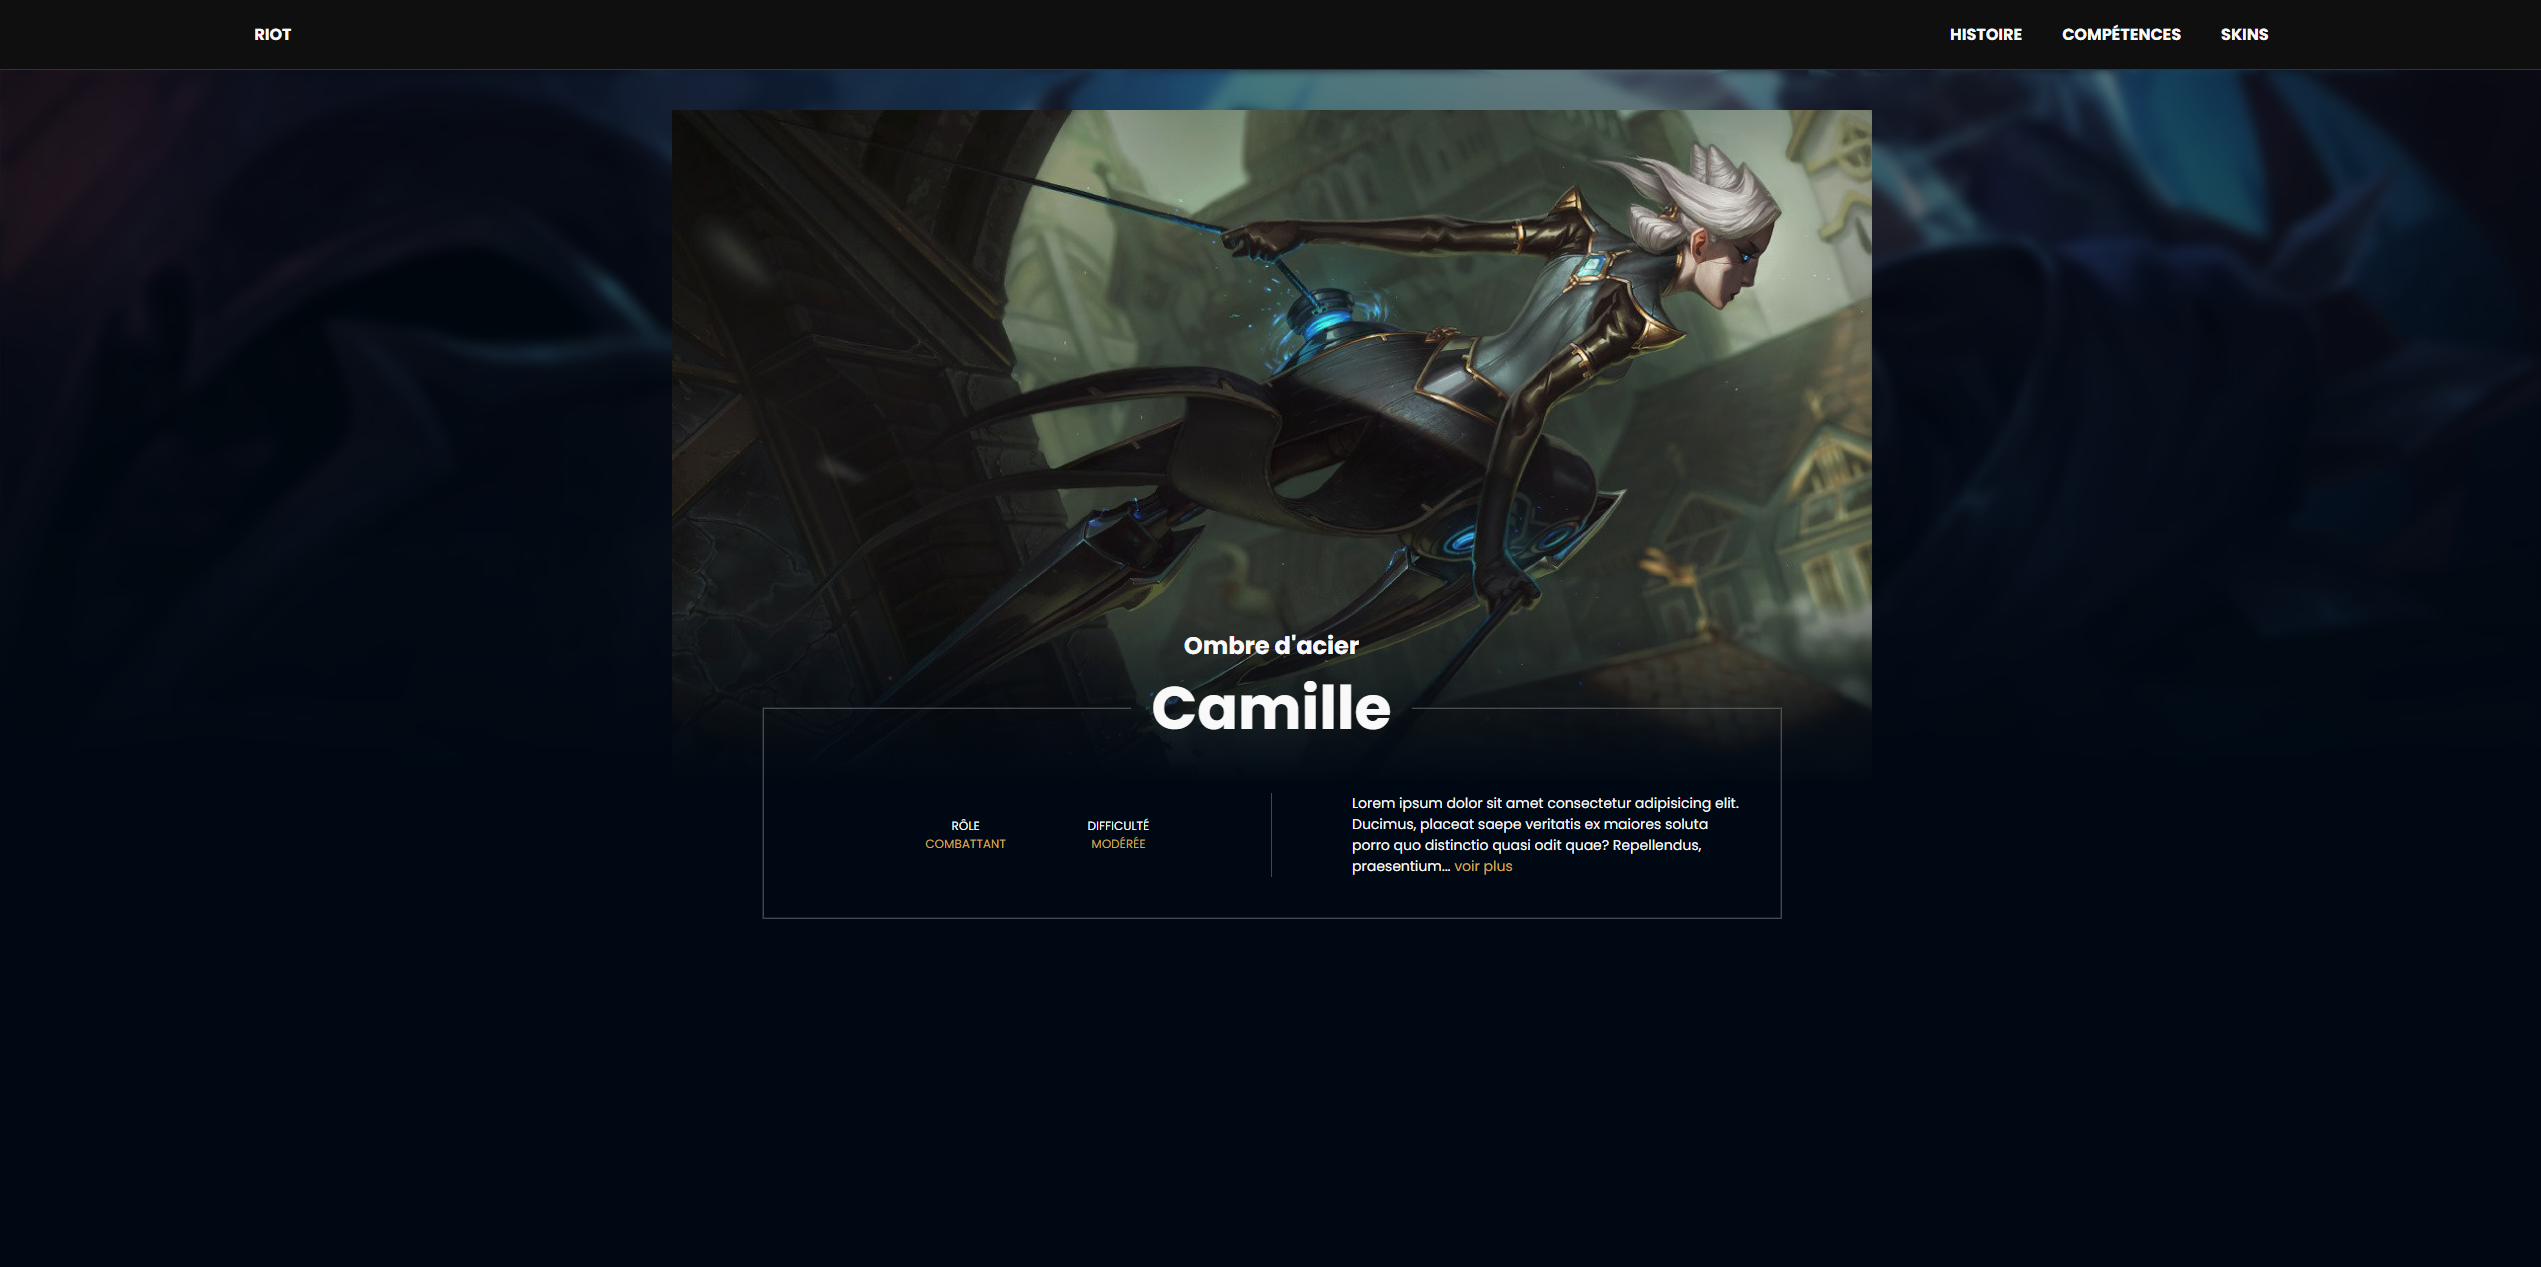 RIOT
HISTOIRE COMPÉTENCES SKINS
Ombre d'acier
Camille
RÔLE
COMBATTANT
DIFFICULTÉ
MODÉRÉE
Lorem ipsum dolor sit amet consectetur adipisicing elit.
Ducimus, placeat saepe veritatis ex maiores soluta
porro quo distinctio quasi odit quae? Repellendus,
praesentium... voir plus